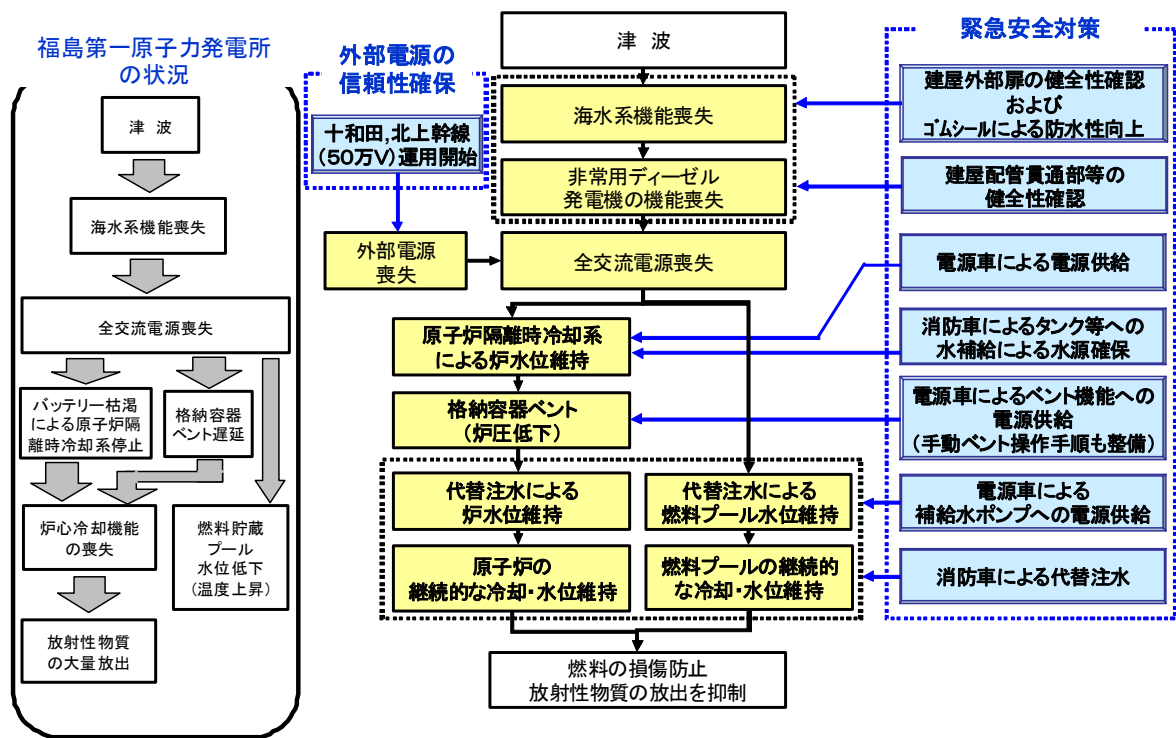 福島第一原子力発電所
の状況
津 波
海水系機能喪失
全交流電源喪失
バッテリー枯渇
による原子炉隔
離時冷却系停止
格納容器
ベント遅延
炉心冷却機能
の喪失
燃料貯蔵
プール
水位低下
(温度上昇)
放射性物質
の大量放出
外部電源の
信頼性確保
十和田,北上幹線
(50万V)運用開始
外部電源
喪失
津 波
海水系機能喪失
非常用ディーゼル
発電機の機能喪失
全交流電源喪失
原子炉隔離時冷却系
による炉水位維持
格納容器ベント
(炉圧低下)
代替注水による
炉水位維持
代替注水による
燃料プール水位維持
原子炉の
継続的な冷却・水位維持
燃料プールの継続的
な冷却・水位維持
燃料の損傷防止
放射性物質の放出を抑制
緊急安全対策
建屋外部扉の健全性確認
および
ゴムシールによる防水性向上
建屋配管貫通部等の
健全性確認
電源車による電源供給
消防車によるタンク等への
水補給による水源確保
電源車によるベント機能への
電源供給
(手動ベント操作手順も整備)
電源車による
補給水ポンプへの電源供給
消防車による代替注水